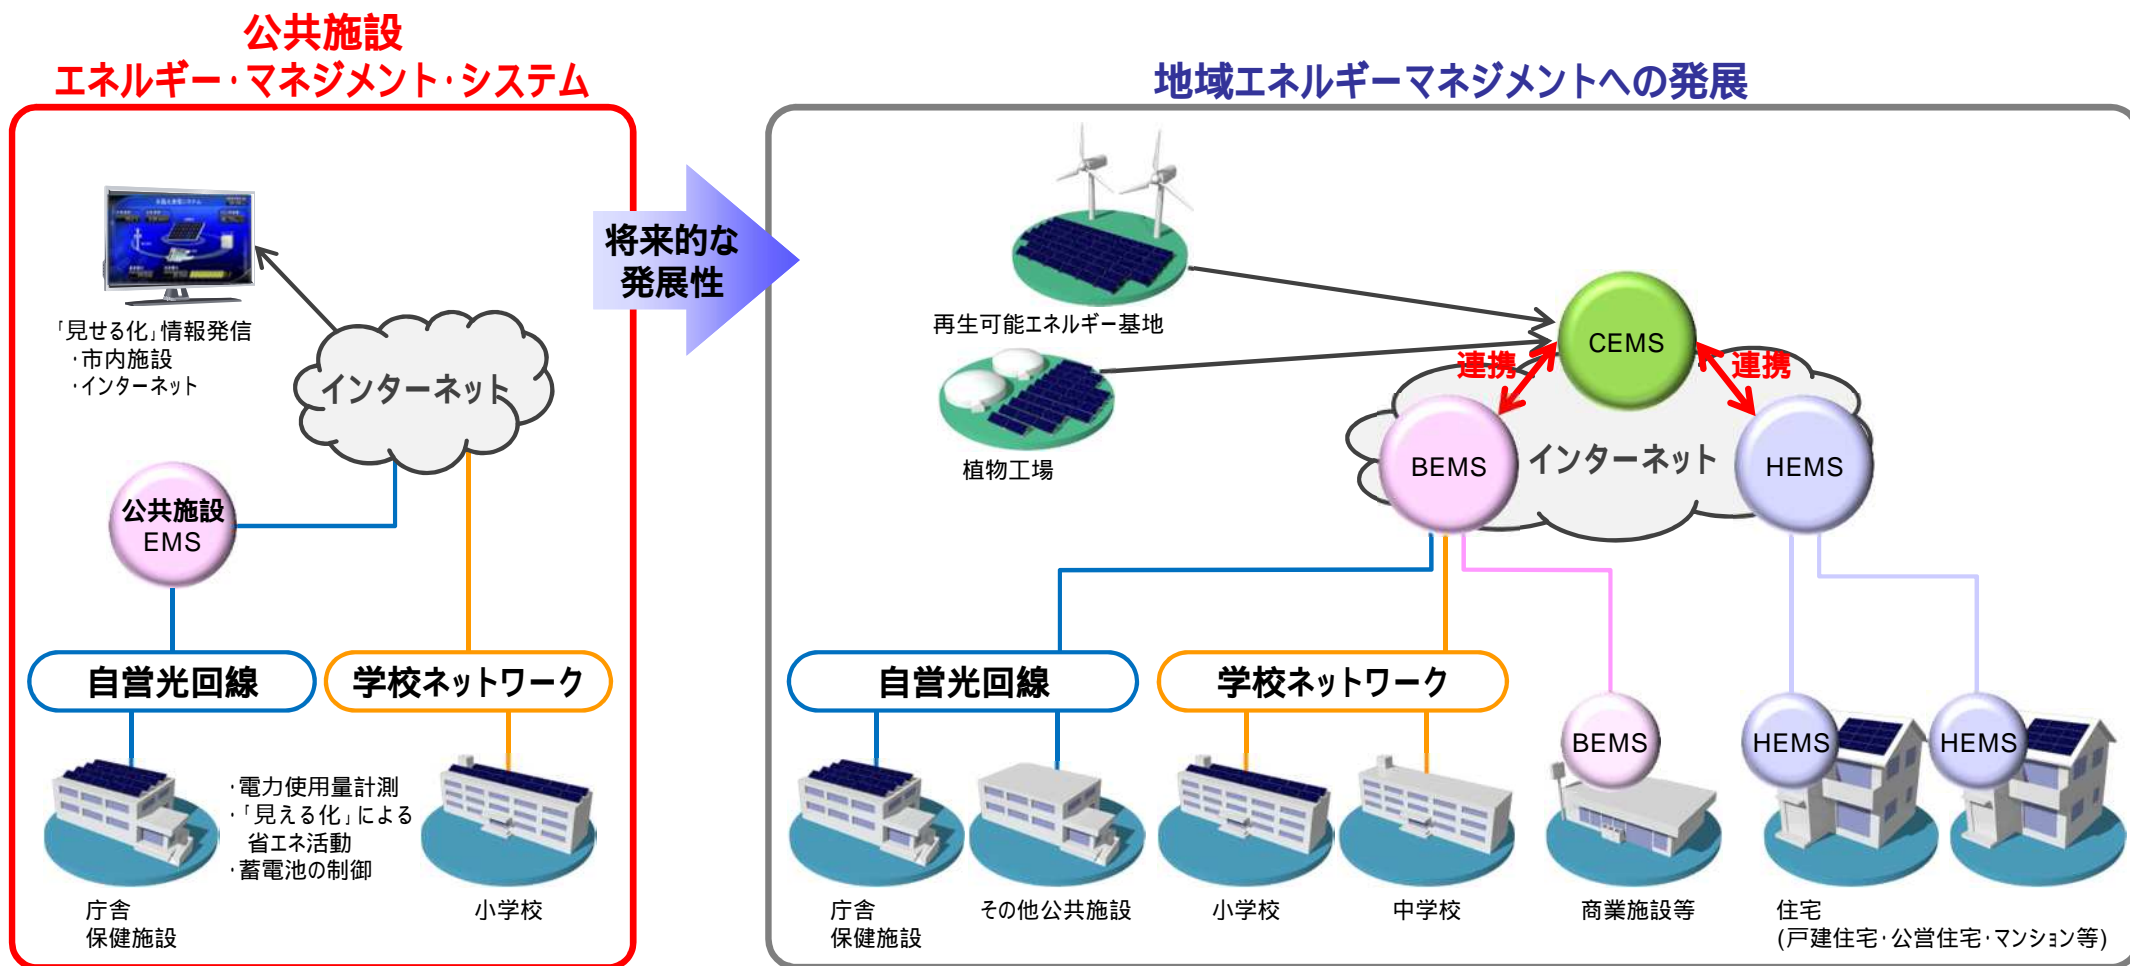 公共施設
エネルギー・マネジメント・システム
「見せる化」情報発信
・市内施設
・インターネット
インターネット
公共施設
EMS
自営光回線
学校ネットワーク
・電力使用量計測
・「見える化」による
省エネ活動
・蓄電池の制御
庁舎
保健施設
小学校
将来的な
発展性
地域エネルギーマネジメントへの発展
再生可能エネルギー基地
植物工場
CEMS
連携
連携
BEMS
インターネット
HEMS
自営光回線
学校ネットワーク
BEMS
HEMS
HEMS
庁舎
保健施設
その他公共施設
小学校
中学校
商業施設等
住宅
(戸建住宅・公営住宅・マンション等)